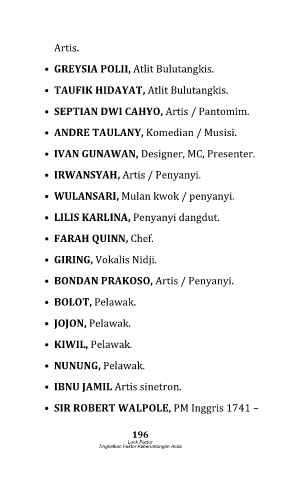 Artis.
• GREYSIA POLII, Atlit Bulutangkis.
• TAUFIK HIDAYAT, Atlit Bulutangkis.
• SEPTIAN DWI CAHYO, Artis / Pantomim.
• ANDRE TAULANY, Komedian / Musisi.
• IVAN GUNAWAN, Designer, MC, Presenter.
• IRWANSYAH, Artis / Penyanyi.
• WULANSARI, Mulan kwok / penyanyi.
• LILIS KARLINA, Penyanyi dangdut.
• FARAH QUINN, Chef.
• GIRING, Vokalis Nidji.
• BONDAN PRAKOSO, Artis / Penyanyi.
• BOLOT, Pelawak.
• JOJON, Pelawak.
• KIWIL, Pelawak.
• NUNUNG, Pelawak.
• IBNU JAMIL Artis sinetron.
• SIR ROBERT WALPOLE, PM Inggris 1741 –
196
Luck Factor
Tingkatkan Faktor Keberuntungan Anda